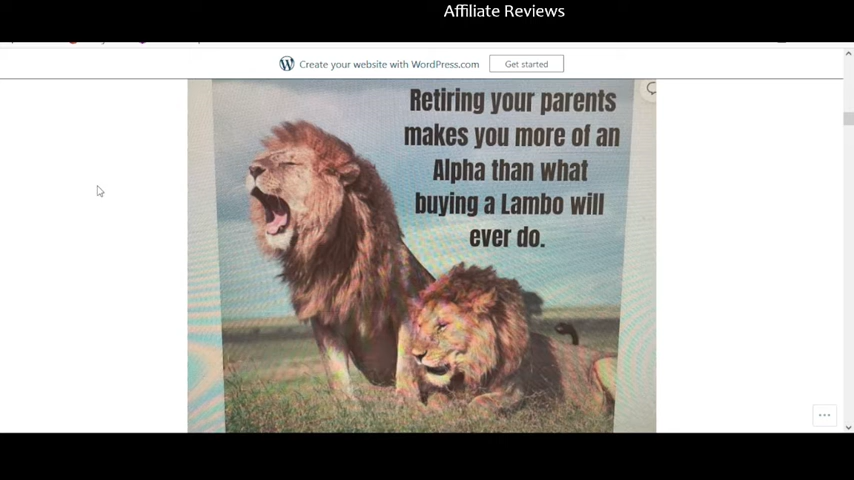 Affiliate Reviews
Create your website with WordPress.com
Get started
Retiring your parents
makes you more of an
Alpha than what
buying a Lambo will
ever do.